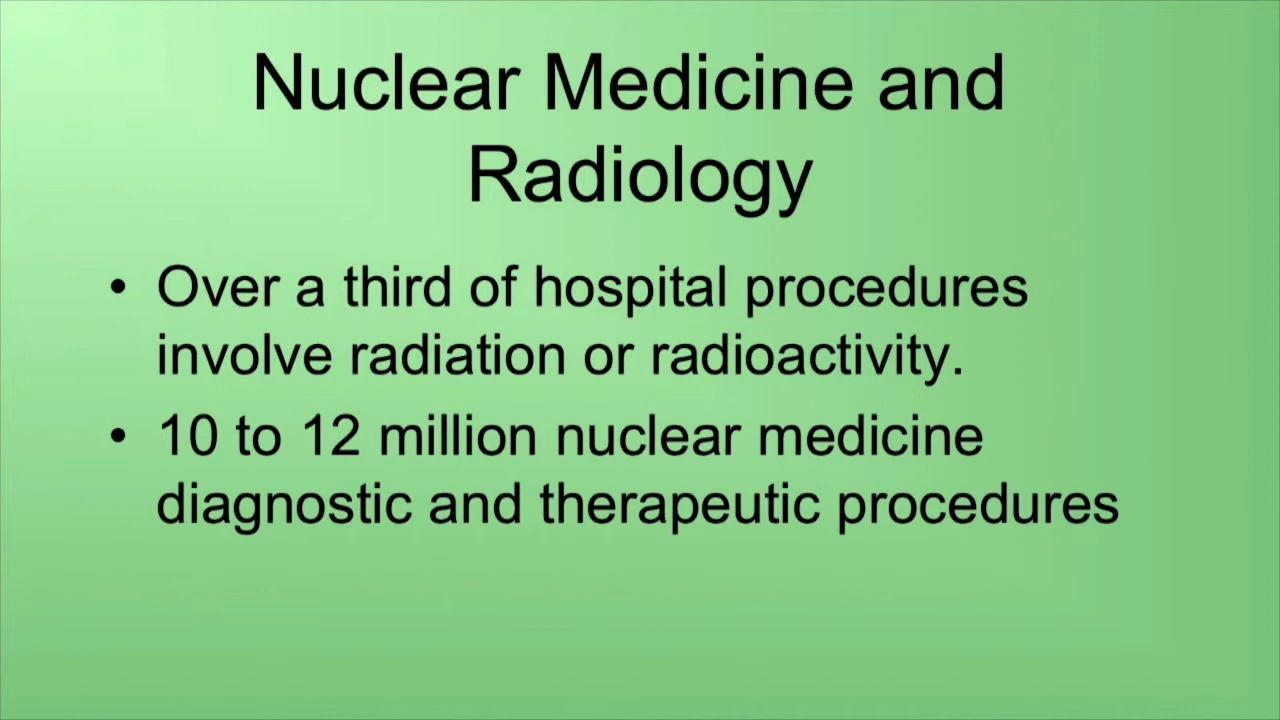 Nuclear Medicine and
Radiology
• Over a third of hospital procedures
involve radiation or radioactivity.
• 10 to 12 million nuclear medicine
diagnostic and therapeutic procedures